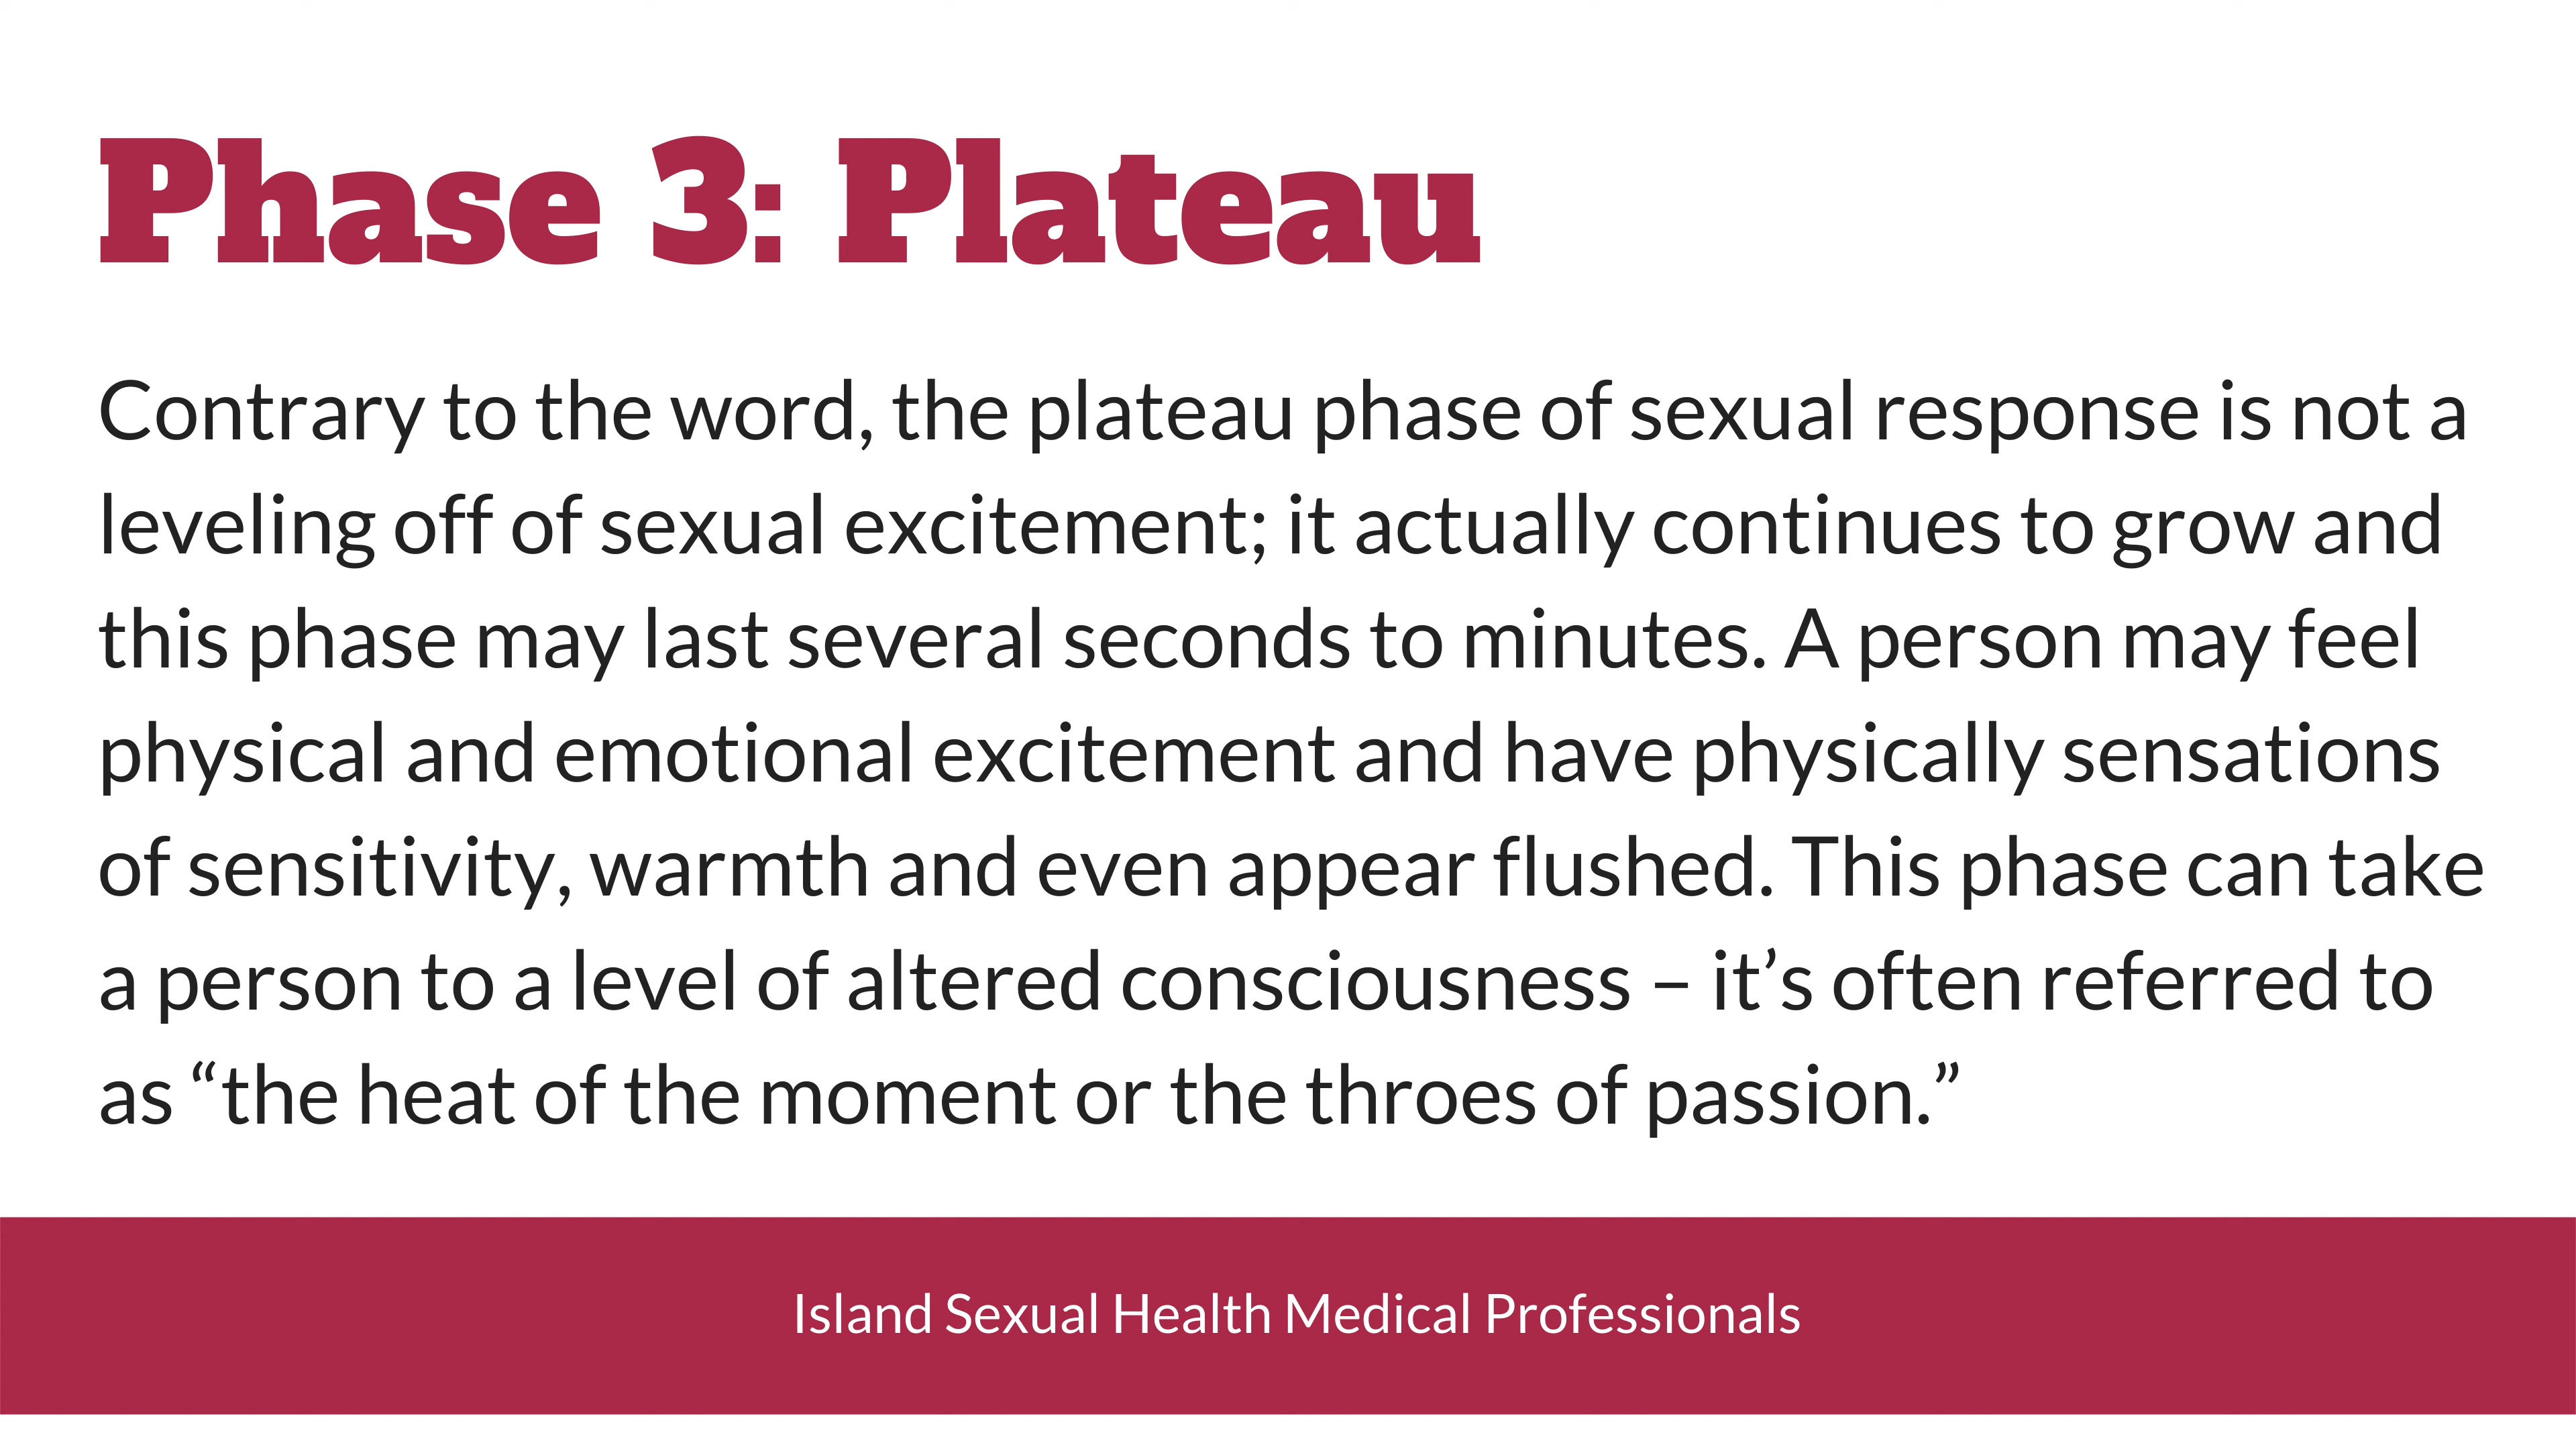 Phase 3: Plateau
Contrary to the word, the plateau phase of sexual response is not a
leveling off of sexual excitement; it actually continues to grow and
this phase may last several seconds to minutes. A person may feel
physical and emotional excitement and have physically sensations
of sensitivity, warmth and even appear flushed. This phase can take
a person to a level of altered consciousness – it’s often referred to
as “the heat of the moment or the throes of passion.”
Island Sexual Health Medical Professionals